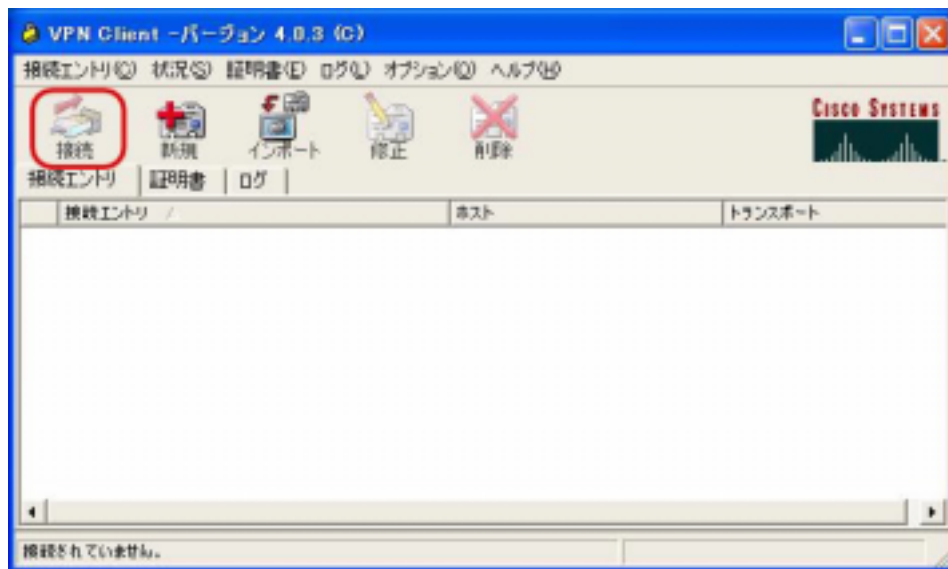 VPN Client -バージョン 4.0.3 (C)
接続エントリ(C) 状況(S) 証明書(E) ログ(L) オプション(O) ヘルプ(H)
接続 新規 インポート 修正 削除
CISCO SYSTEMS
接続エントリ 証明書 ログ
接続エントリ / ホスト トランスポート
接続されていません。